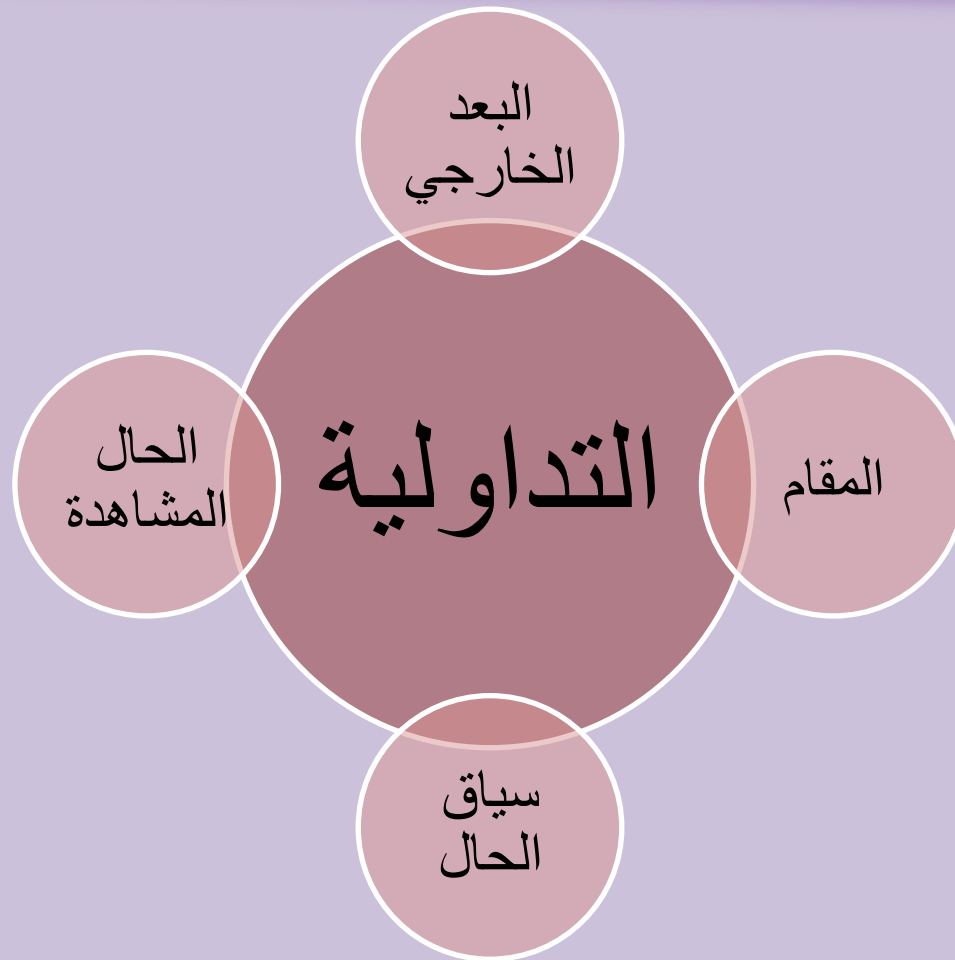 البعد
الخارجي
التداولية
المقام
الحال
المشاهدة
سياق
الحال